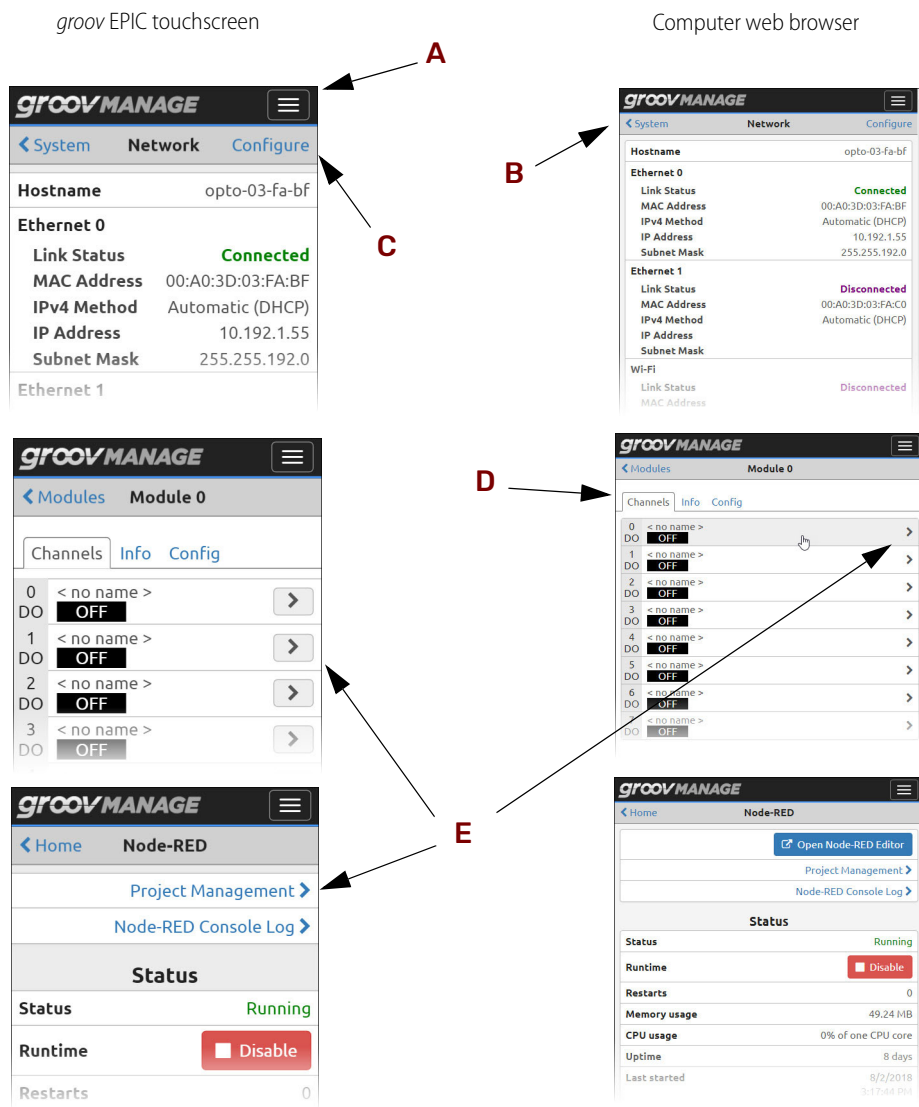 groov EPIC touchscreen
Computer web browser
A
groov MANAGE
System Network Configure
Hostname opto-03-fa-bf
Ethernet 0
Link Status Connected
MAC Address 00:A0:3D:03:FA:BF
IPv4 Method Automatic (DHCP)
IP Address 10.192.1.55
Subnet Mask 255.255.192.0
Ethernet 1
B
C
groov MANAGE
System Network Configure
Hostname opto-03-fa-bf
Ethernet 0
Link Status Connected
MAC Address 00:A0:3D:03:FA:BF
IPv4 Method Automatic (DHCP)
IP Address 10.192.1.55
Subnet Mask 255.255.192.0
Ethernet 1
Link Status Disconnected
MAC Address 00:A0:3D:03:FA:C0
IPv4 Method Automatic (DHCP)
IP Address
Subnet Mask
Wi-Fi
Link Status Disconnected
MAC Address
groov MANAGE
Modules Module 0
Channels Info Config
0 < no name >
DO OFF
1 < no name >
DO OFF
2 < no name >
DO OFF
3 < no name >
DO OFF
D
groov MANAGE
Modules Module 0
Channels Info Config
0 < no name >
DO OFF
1 < no name >
DO OFF
2 < no name >
DO OFF
3 < no name >
DO OFF
4 < no name >
DO OFF
5 < no name >
DO OFF
6 < no name >
DO OFF
7 < no name >
DO OFF
E
groov MANAGE
Home Node-RED
Project Management
Node-RED Console Log
Status
Status Running
Runtime Disable
Restarts 0
groov MANAGE
Home Node-RED
Open Node-RED Editor
Project Management
Node-RED Console Log
Status
Status Running
Runtime Disable
Restarts 0
Memory usage 49.24 MB
CPU usage 0% of one CPU core
Uptime 8 days
Last started 8/2/2018
3:17:44 PM